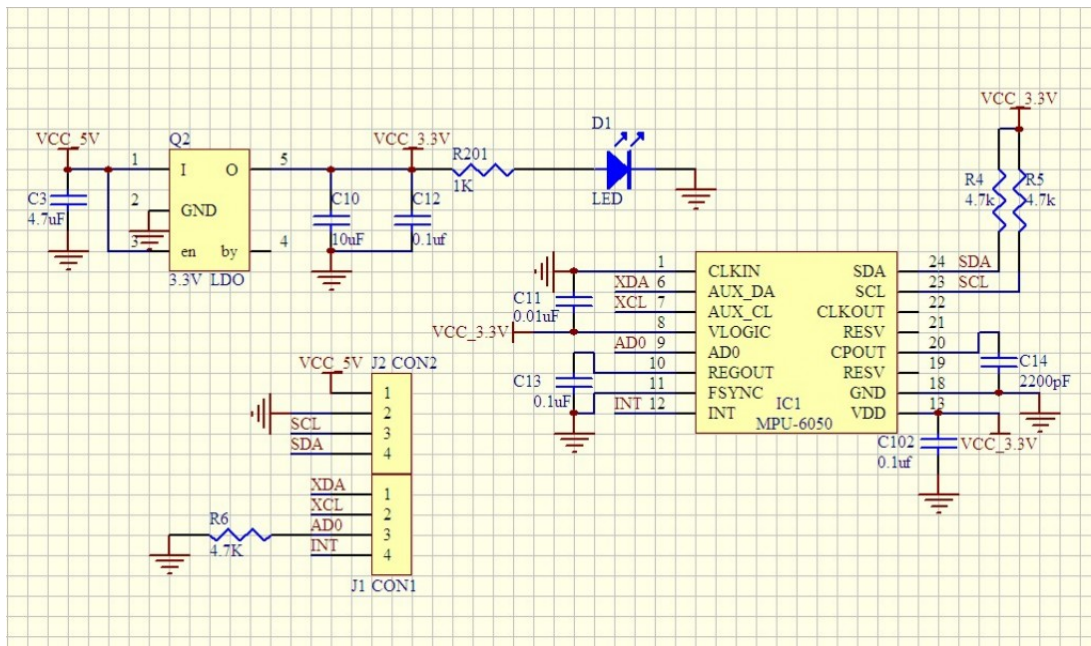 VCC_5V
Q2
1
I
O
5
VCC_3.3V
R201
1K
D1
LED
C3
4.7uF
2
GND
3
en
by
4
3.3V LDO
C10
10uF
C12
0.1uf
VCC_3.3V
R4
4.7k
R5
4.7k
1
CLKIN
SDA
24
SDA
XDA
6
AUX_DA
SCL
23
SCL
XCL
7
AUX_CL
CLKOUT
22
C11
0.01uF
VCC_3.3V
8
VLOGIC
RESV
21
AD0
9
AD0
CPOUT
20
10
REGOUT
RESV
19
C14
2200pF
C13
0.1uF
11
FSYNC
GND
18
INT
12
INT
VDD
13
IC1
MPU-6050
C102
0.1uf
VCC_3.3V
VCC_5V
J2 CON2
1
2
SCL
3
SDA
4
XDA
1
XCL
2
R6
4.7K
AD0
3
INT
4
J1 CON1